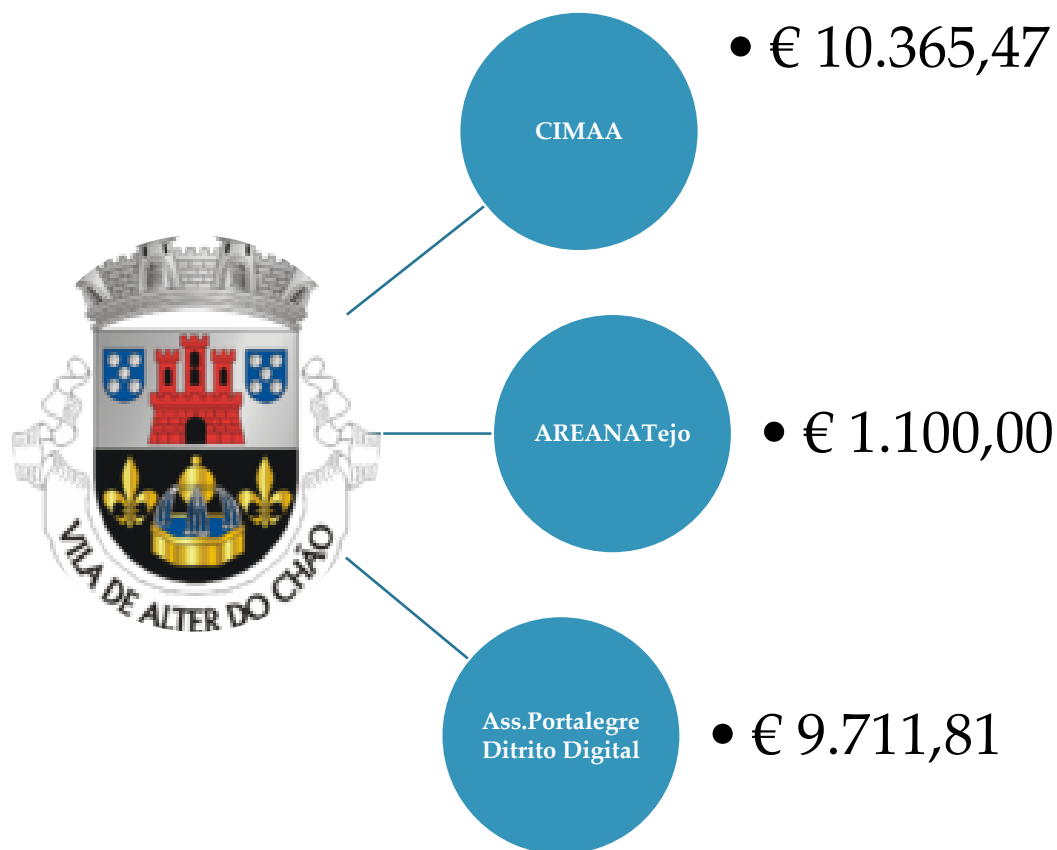 CIMAA
• € 10.365,47
VILA DE ALTER DO CHÃO
AREANATejo
• € 1.100,00
Ass.Portalegre
Ditrito Digital
• € 9.711,81